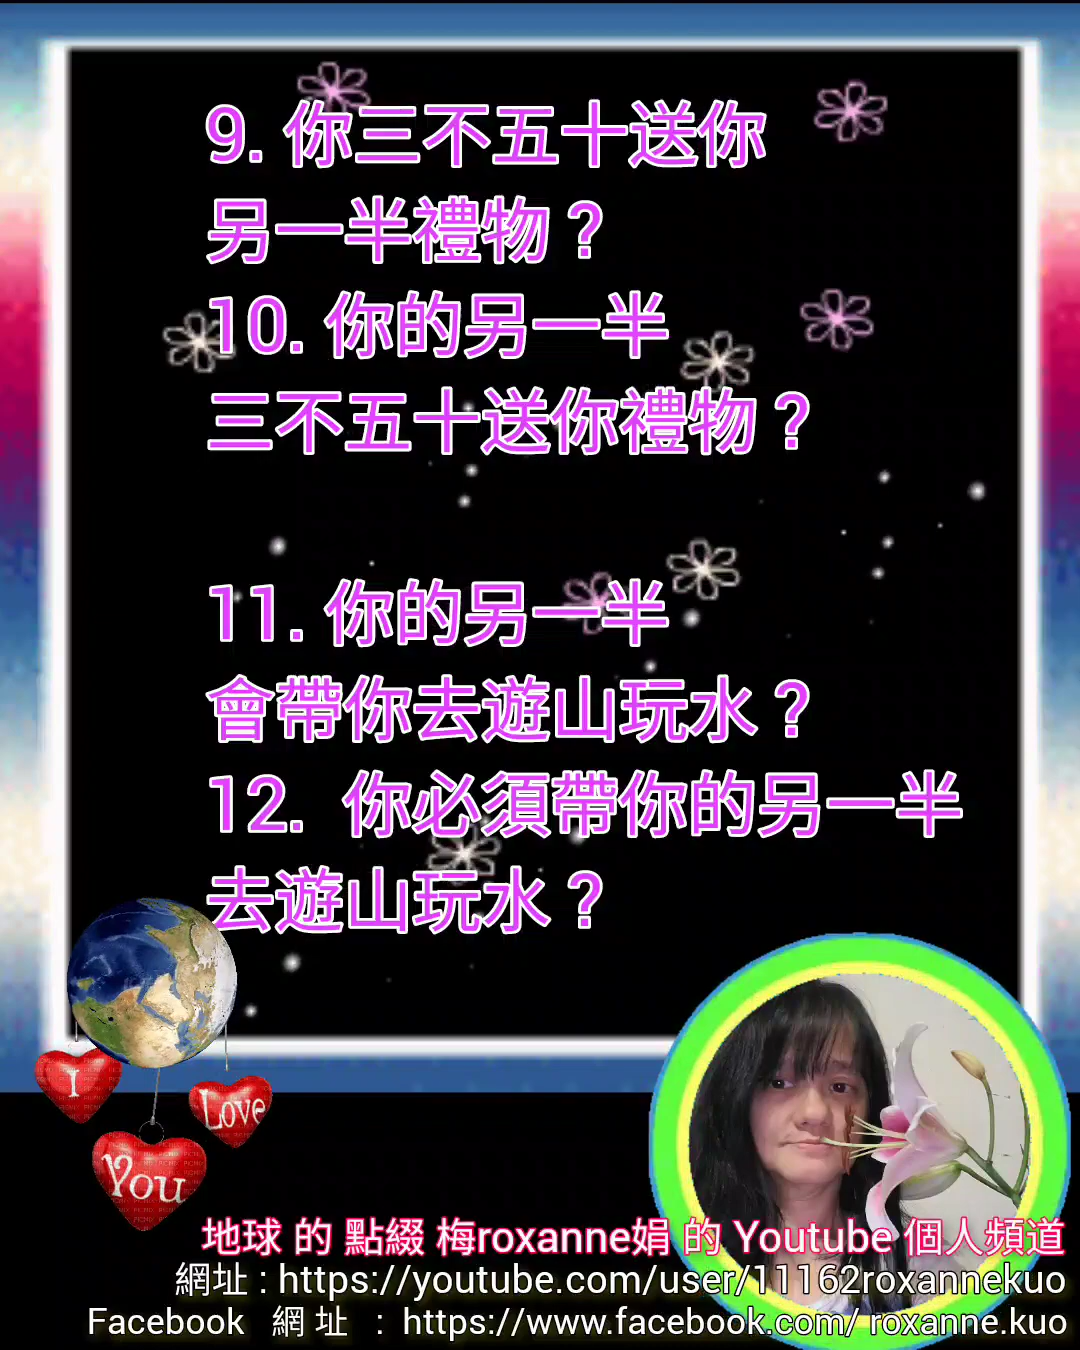 9. 你三不五十送你
另一半禮物？
10. 你的另一半
三不五十送你禮物？
11. 你的另一半
會帶你去遊山玩水？
12. 你必須帶你的另一半
去遊山玩水？
I
Love
You
地球 的 點綴 梅roxanne娟 的 Youtube 個人頻道
網址 : https://youtube.com/user/11162roxannekuo
Facebook 網 址 : https://www.facebook.com/ roxanne.kuo